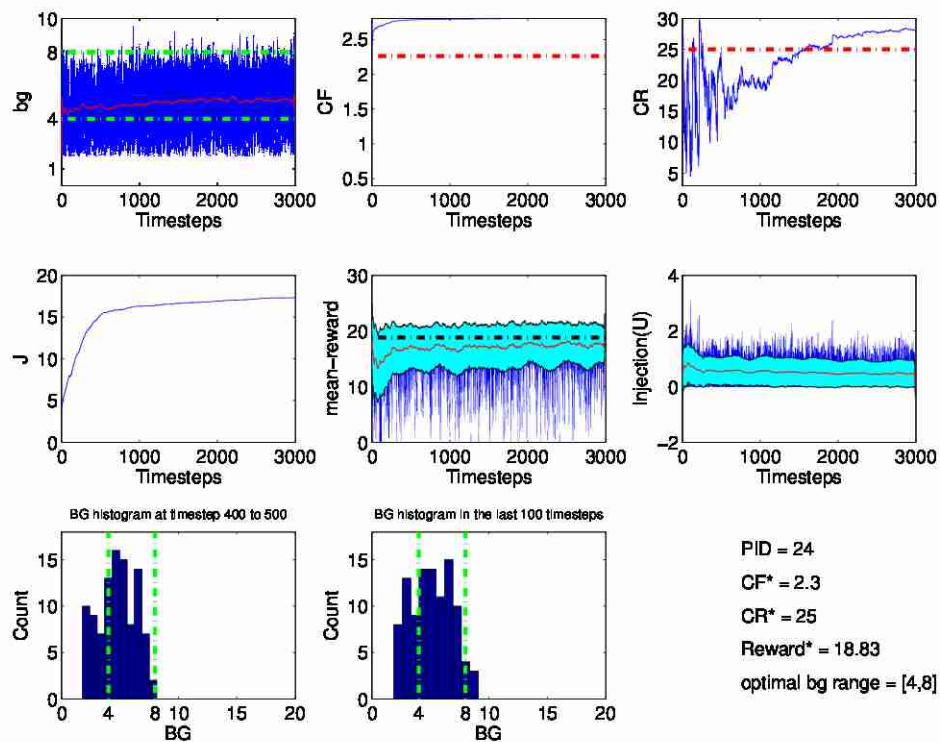 10
8
4
1
bg
0 1000 2000 3000
Timesteps
2.5
2
1.5
1
0.5
CF
0 1000 2000 3000
Timesteps
30
25
20
15
10
5
CR
0 1000 2000 3000
Timesteps
20
15
10
5
0
J
0 1000 2000 3000
Timesteps
30
20
10
0
mean-reward
0 1000 2000 3000
Timesteps
4
2
0
-2
Injection(U)
0 1000 2000 3000
Timesteps
BG histogram at timestep 400 to 500
15
10
5
0
Count
0 4 8 10 15 20
BG
BG histogram in the last 100 timesteps
15
10
5
0
Count
0 4 8 10 15 20
BG
PID = 24
CF* = 2.3
CR* = 25
Reward* = 18.83
optimal bg range = [4,8]